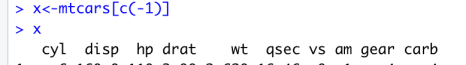 > x<-mtcars[c(-1)]
> x
cyl disp hp drat wt qsec vs am gear carb